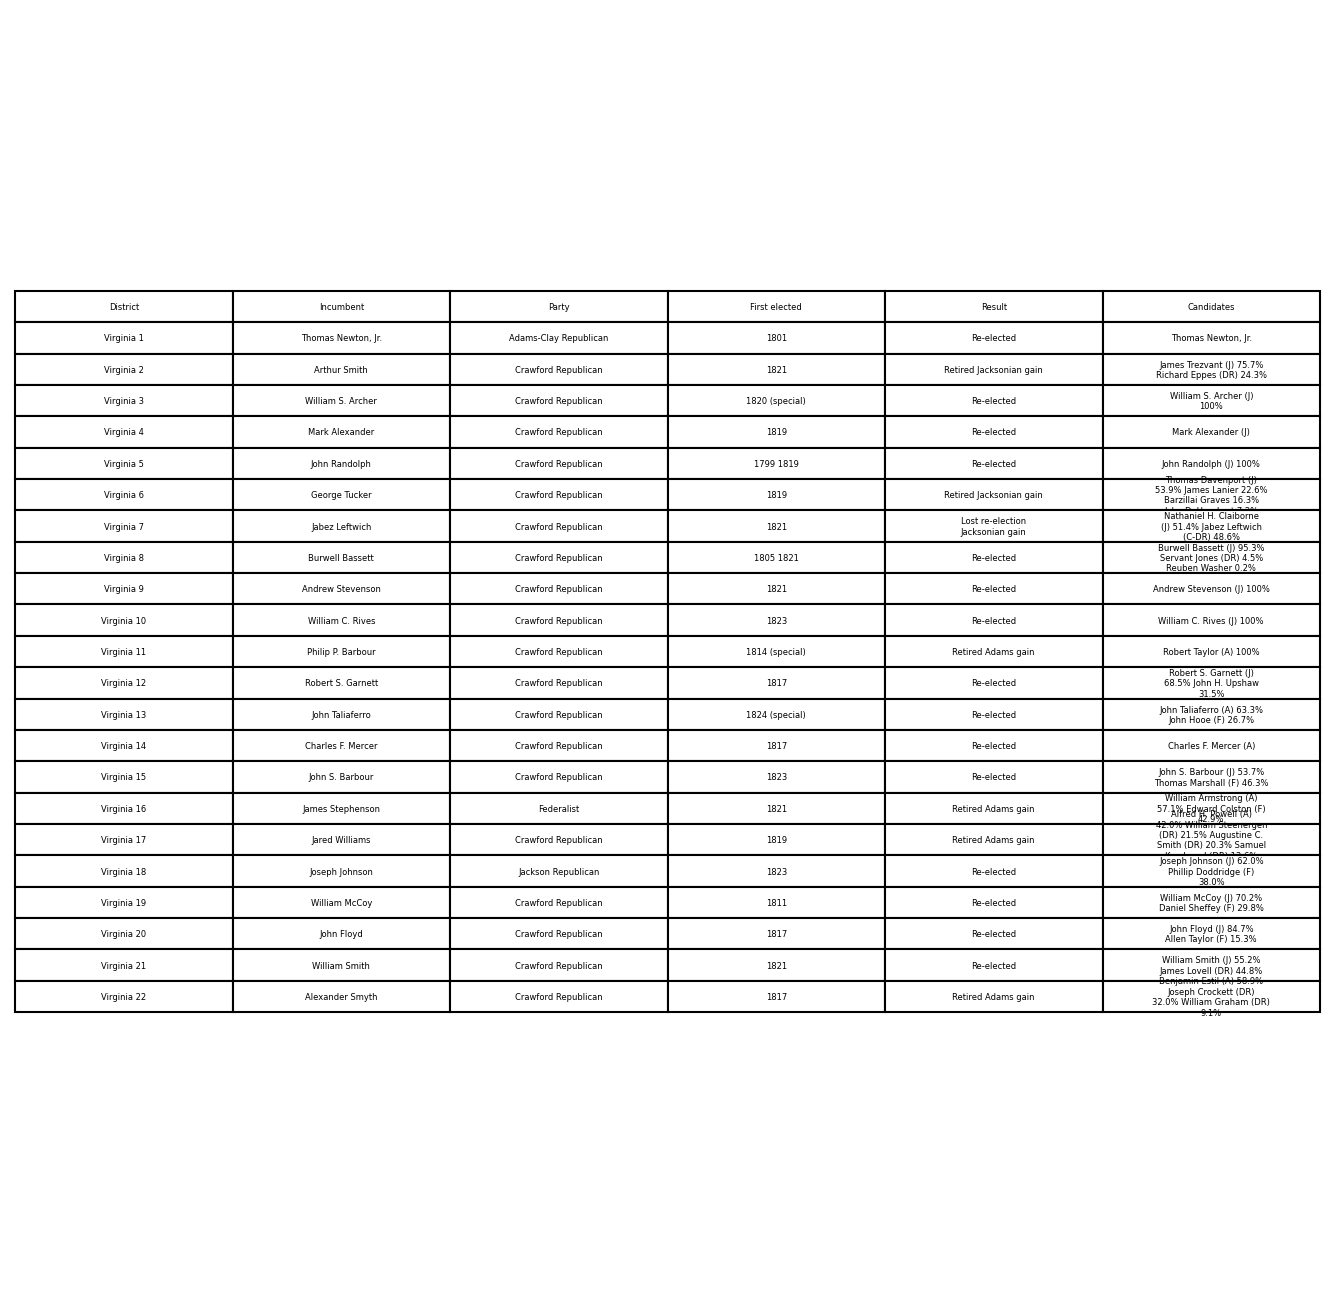 District Incumbent Party First elected Result Candidates
Virginia 1 Thomas Newton, Jr. Adams-Clay Republican 1801 Re-elected Thomas Newton, Jr.
Virginia 2 Arthur Smith Crawford Republican 1821 Retired Jacksonian gain James Trezvant (J) 75.7%
Richard Eppes (DR) 24.3%
Virginia 3 William S. Archer Crawford Republican 1820 (special) Re-elected William S. Archer (J)
100%
Virginia 4 Mark Alexander Crawford Republican 1819 Re-elected Mark Alexander (J)
Virginia 5 John Randolph Crawford Republican 1799 1819 Re-elected John Randolph (J) 100%
Virginia 6 George Tucker Crawford Republican 1819 Retired Jacksonian gain Thomas Davenport (J)
53.9% James Lanier 22.6%
Barzillai Graves 16.3%
Virginia 7 Jabez Leftwich Crawford Republican 1821 Lost re-election
Jacksonian gain Nathaniel H. Claiborne
(J) 51.4% Jabez Leftwich
(C-DR) 48.6%
Virginia 8 Burwell Bassett Crawford Republican 1805 1821 Re-elected Burwell Bassett (J) 95.3%
Servant Jones (DR) 4.5%
Reuben Washer 0.2%
Virginia 9 Andrew Stevenson Crawford Republican 1821 Re-elected Andrew Stevenson (J) 100%
Virginia 10 William C. Rives Crawford Republican 1823 Re-elected William C. Rives (J) 100%
Virginia 11 Philip P. Barbour Crawford Republican 1814 (special) Retired Adams gain Robert Taylor (A) 100%
Virginia 12 Robert S. Garnett Crawford Republican 1817 Re-elected Robert S. Garnett (J)
68.5% John H. Upshaw
31.5%
Virginia 13 John Taliaferro Crawford Republican 1824 (special) Re-elected John Taliaferro (A) 63.3%
John Hooe (F) 26.7%
Virginia 14 Charles F. Mercer Crawford Republican 1817 Re-elected Charles F. Mercer (A)
Virginia 15 John S. Barbour Crawford Republican 1823 Re-elected John S. Barbour (J) 53.7%
Thomas Marshall (F) 46.3%
Virginia 16 James Stephenson Federalist 1821 Retired Adams gain William Armstrong (A)
57.1% Edward Colston (F)
42.9%
Virginia 17 Jared Williams Crawford Republican 1819 Retired Adams gain Alfred H. Powell (A)
William Steenergen
(DR) 21.5% Augustine C.
Smith (DR) 20.3% Samuel
Virginia 18 Joseph Johnson Jackson Republican 1823 Re-elected Joseph Johnson (J) 62.0%
Phillip Doddridge (F)
38.0%
Virginia 19 William McCoy Crawford Republican 1811 Re-elected William McCoy (J) 70.2%
Daniel Sheffey (F) 29.8%
Virginia 20 John Floyd Crawford Republican 1817 Re-elected John Floyd (J) 84.7%
Allen Taylor (F) 15.3%
Virginia 21 William Smith Crawford Republican 1821 Re-elected William Smith (J) 55.2%
James Lovell (DR) 44.8%
Virginia 22 Alexander Smyth Crawford Republican 1817 Retired Adams gain Benjamin Estil (A) 58.9%
Joseph Crockett (DR)
32.0% William Graham (DR)
9.1%